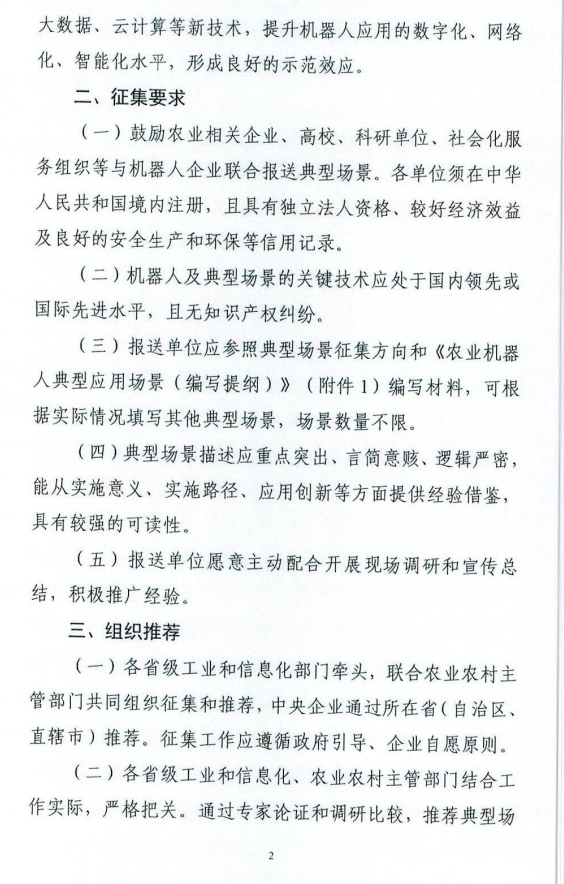 大数据、云计算等新技术，提升机器人应用的数字化、网络
化、智能化水平，形成良好的示范效应。
二、征集要求
（一）鼓励农业相关企业、高校、科研单位、社会化服
务组织等与机器人企业联合报送典型场景。各单位须在中华
人民共和国境内注册，且具有独立法人资格、较好经济效益
及良好的安全生产和环保等信用记录。
（二）机器人及典型场景的关键技术应处于国内领先或
国际先进水平，且无知识产权纠纷。
（三）报送单位应参照典型场景征集方向和《农业机器
人典型应用场景（编写提纲）》（附件1）编写材料，可根
据实际情况填写其他典型场景，场景数量不限。
（四）典型场景描述应重点突出、言简意赅、逻辑严密，
能从实施意义、实施路径、应用创新等方面提供经验借鉴，
具有较强的可读性。
（五）报送单位愿意主动配合开展现场调研和宣传总
结，积极推广经验。
三、组织推荐
（一）各省级工业和信息化部门牵头，联合农业农村主
管部门共同组织征集和推荐，中央企业通过所在省（自治区、
直辖市）推荐。征集工作应遵循政府引导、企业自愿原则。
（二）各省级工业和信息化、农业农村主管部门结合工
作实际，严格把关。通过专家论证和调研比较，推荐典型场
2